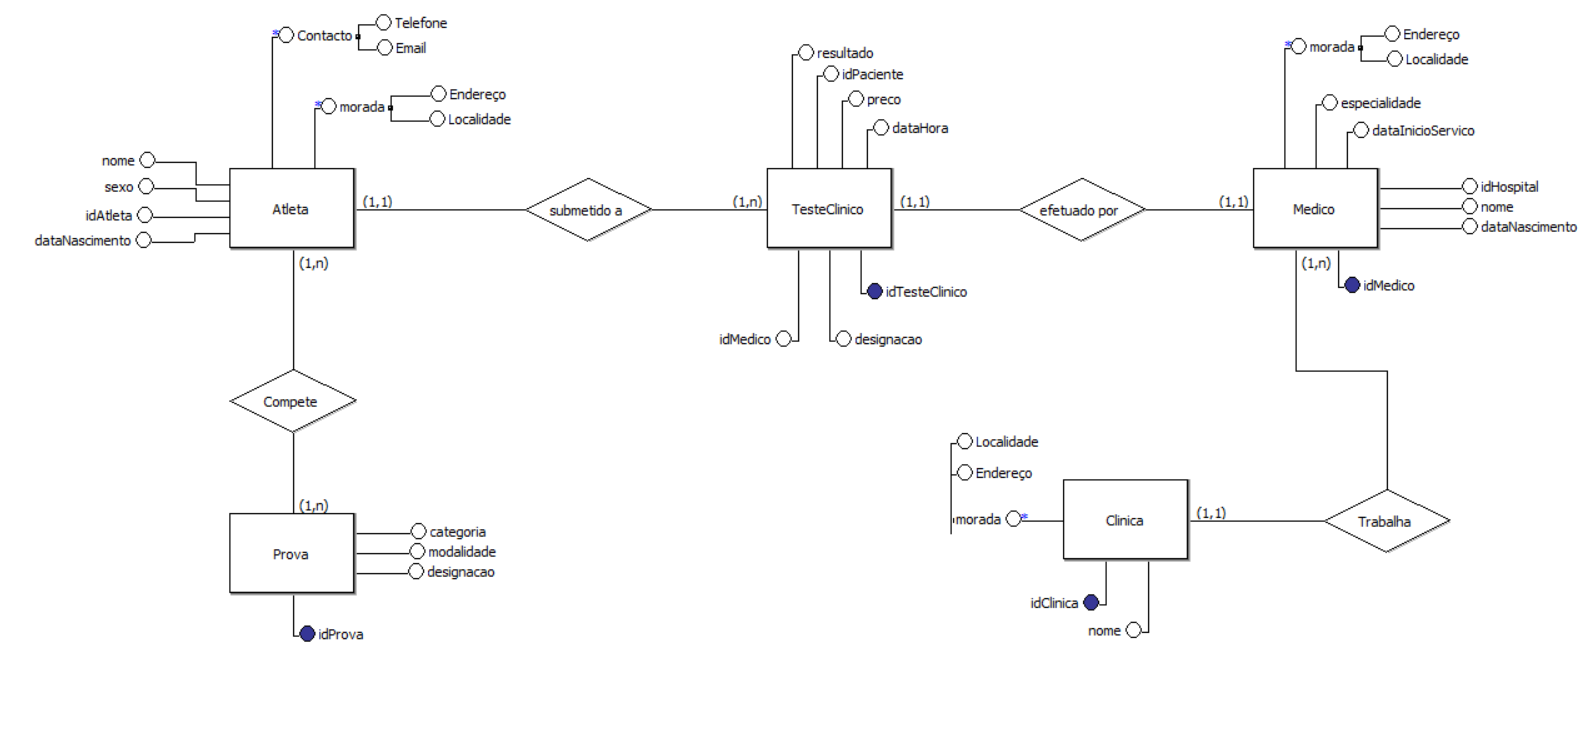 * Contacto
Telefone
Email
* morada
Endereço
Localidade
nome
sexo
idAtleta
dataNascimento
Atleta
(1,1)
(1,n)
submetido a
(1,n)
resultado
idPaciente
preco
dataHora
TesteClinico
(1,1)
idTesteClinico
idMedico
designacao
efetuado por
(1,1)
* morada
Endereço
Localidade
especialidade
dataInicioServico
Medico
idHospital
nome
dataNascimento
(1,n)
idMedico
Compete
(1,n)
Prova
categoria
modalidade
designacao
idProva
Localidade
Endereço
morada *
Clinica
(1,1)
Trabalha
idClinica
nome